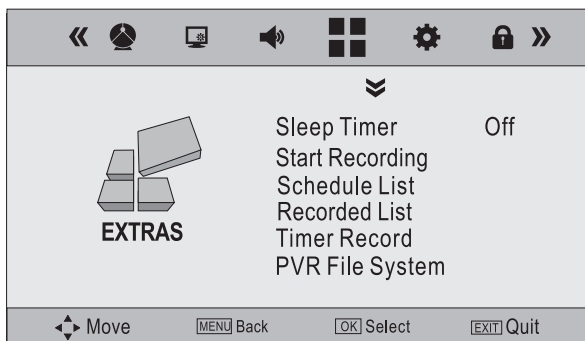 Sleep Timer Off
Start Recording
Schedule List
Recorded List
Timer Record
PVR File System
EXTRAS
Move MENU Back OK Select EXIT Quit